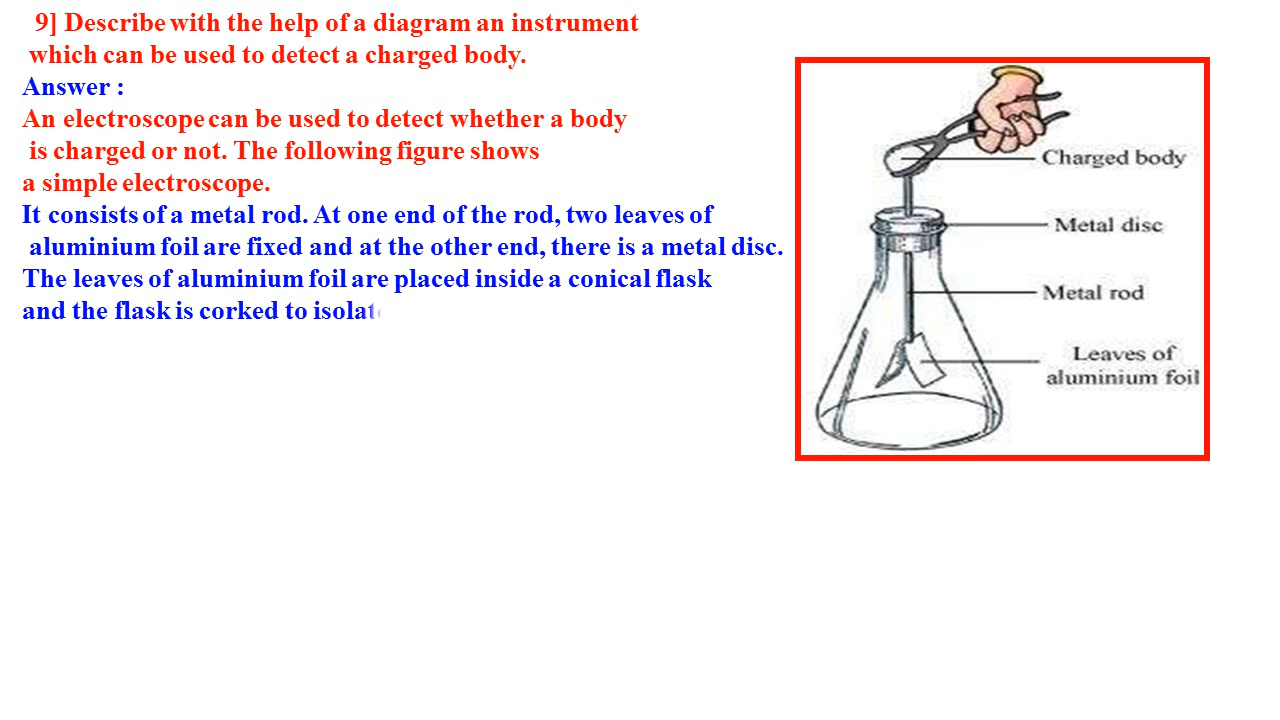 9] Describe with the help of a diagram an instrument
which can be used to detect a charged body.
Answer :
An electroscope can be used to detect whether a body
is charged or not. The following figure shows
a simple electroscope.
It consists of a metal rod. At one end of the rod, two leaves of
aluminium foil are fixed and at the other end, there is a metal disc.
The leaves of aluminium foil are placed inside a conical flask
and the flask is corked to
Charged body
Metal disc
Metal rod
Leaves of
aluminium foil